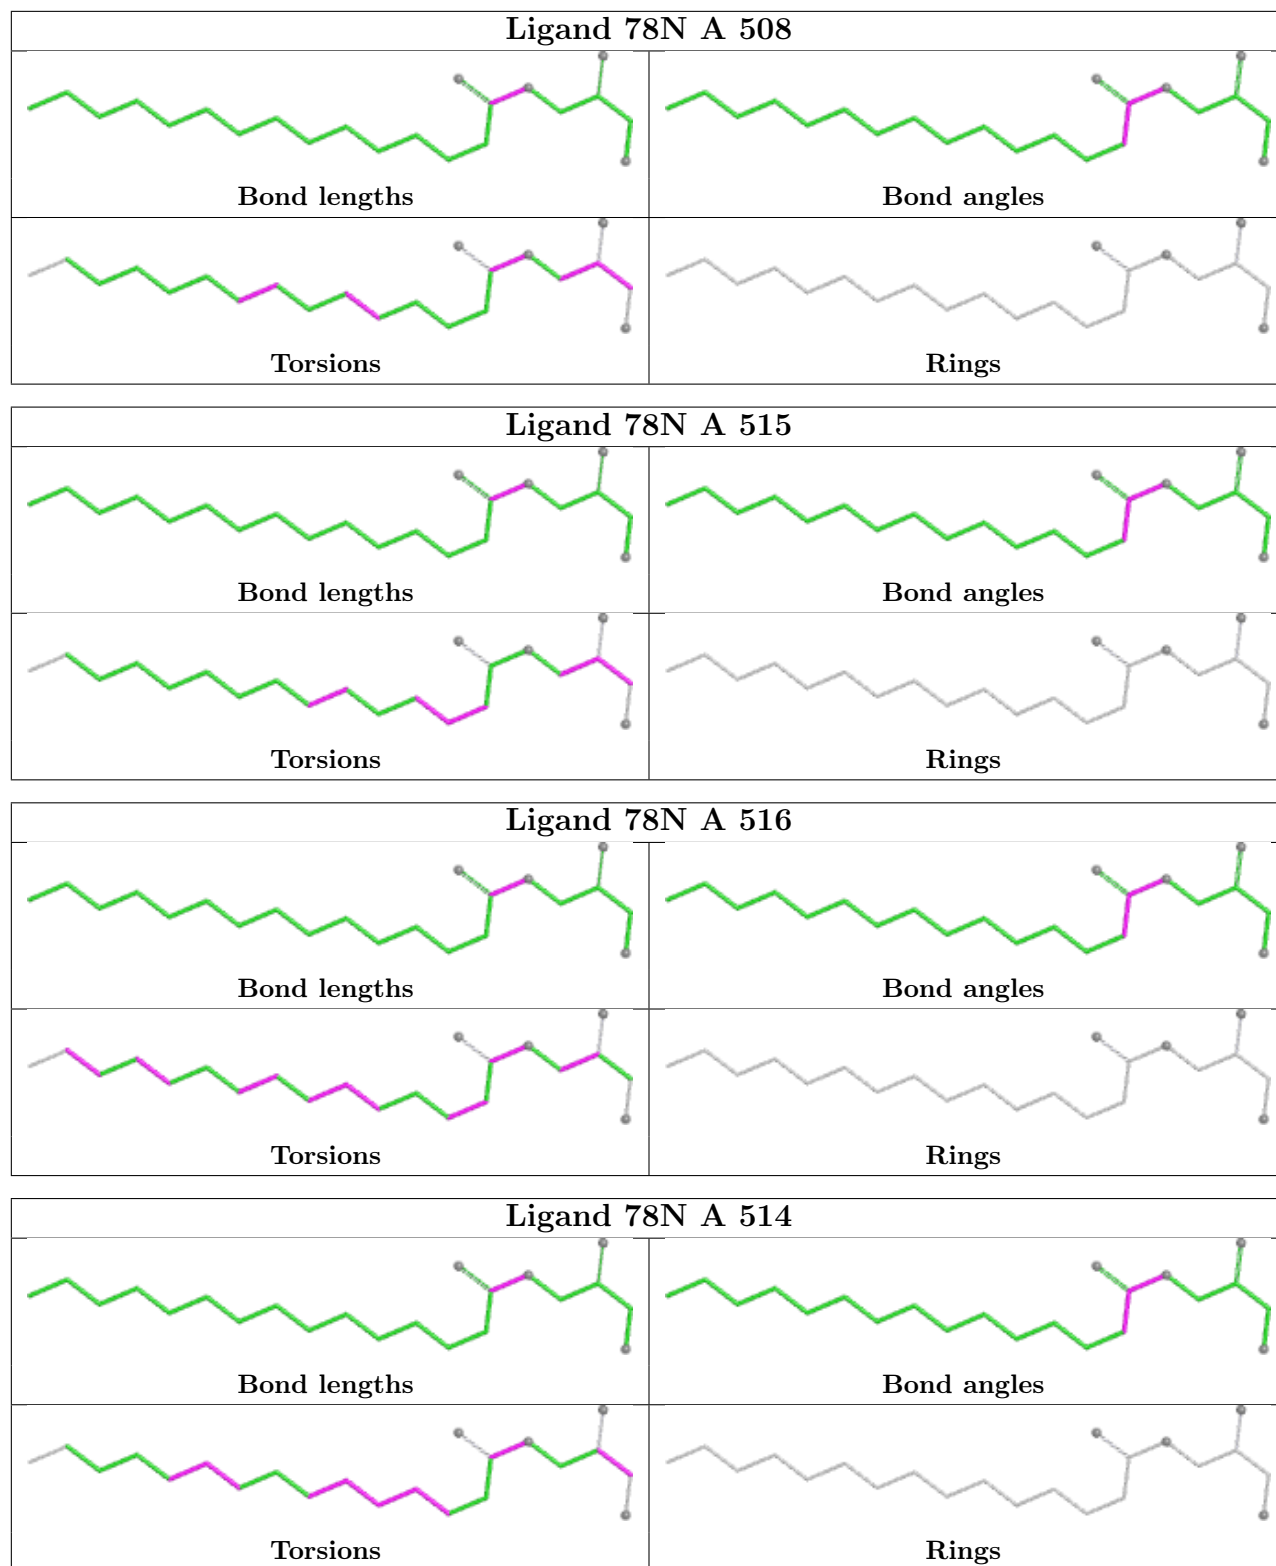 Ligand 78N A 508
Bond lengths
Bond angles
Torsions
Rings
Ligand 78N A 515
Bond lengths
Bond angles
Torsions
Rings
Ligand 78N A 516
Bond lengths
Bond angles
Torsions
Rings
Ligand 78N A 514
Bond lengths
Bond angles
Torsions
Rings